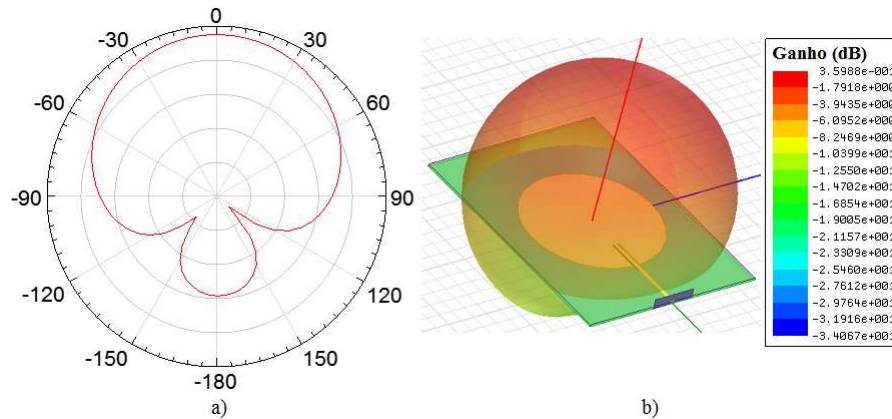 0
-30
30
-60
60
-90
90
-120
120
-150
150
-180
a)
Ganho (dB)
3.5988e-001
-1.7918e+000
-3.9435e+000
-6.0952e+000
-8.2469e+000
-1.0399e+001
-1.2550e+001
-1.4702e+001
-1.6854e+001
-1.9005e+001
-2.1157e+001
-2.3309e+001
-2.5460e+001
-2.7612e+001
-2.9764e+001
-3.1916e+001
-3.4067e+001
b)